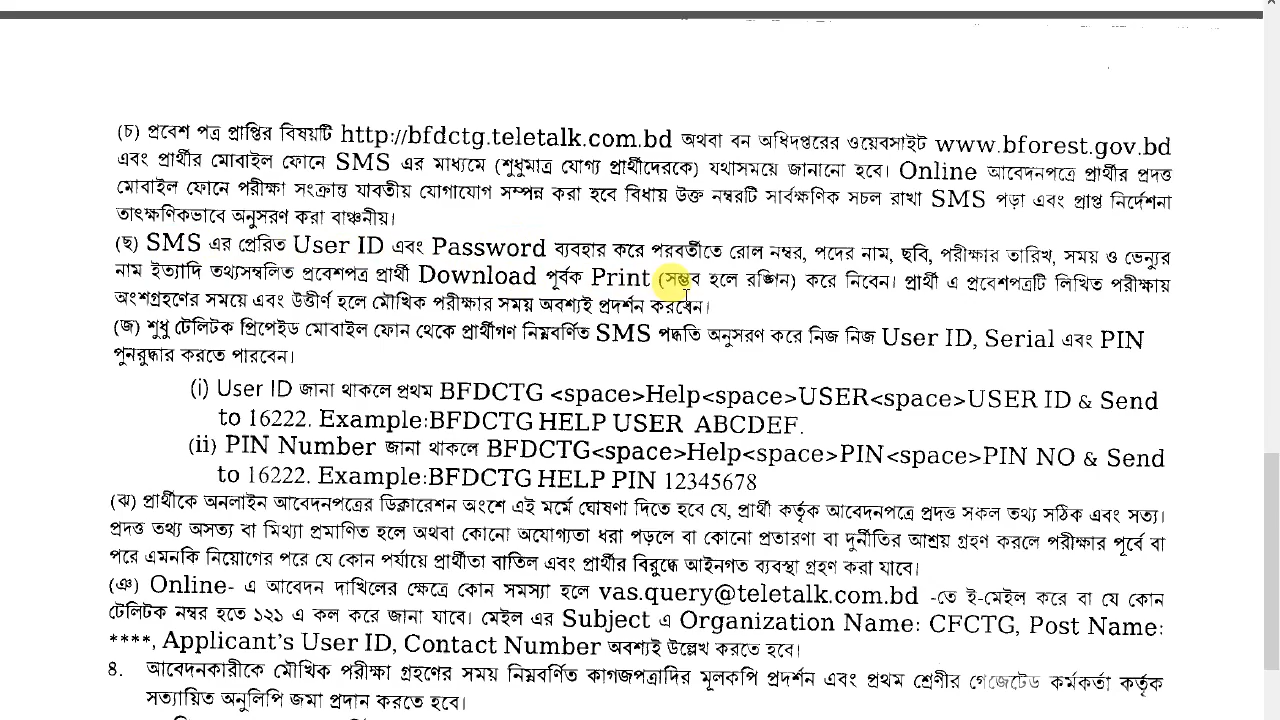 (চ) প্রবেশ পত্র প্রাপ্তির বিষয়টি http://bfdctg.teletalk.com.bd অথবা বন অধিদপ্তরের ওয়েবসাইট www.bforest.gov.bd
এবং প্রার্থীর মোবাইল ফোনে SMS এর মাধ্যমে (শুধুমাত্র যোগ্য প্রার্থীদেরকে) যথাসময়ে জানানো হবে। Online আবেদনপত্রে প্রার্থীর প্রদত্ত
মোবাইল ফোনে পরীক্ষা সংক্রান্ত যাবতীয় যোগাযোগ সম্পন্ন করা হবে বিধায় উক্ত নম্বরটি সার্বক্ষণিক সচল রাখা SMS পড়া এবং প্রাপ্ত নির্দেশনা
তাৎক্ষণিকভাবে অনুসরণ করা বাঞ্চনীয়।
(ছ) SMS এর প্রেরিত User ID এবং Password ব্যবহার করে পরবর্তীতে রোল নম্বর, পদের নাম, ছবি, পরীক্ষার তারিখ, সময় ও ভেন্যুর
নাম ইত্যাদি তথ্যসম্বলিত প্রবেশপত্র প্রার্থী Download পূর্বক Print (সম্ভব হলে রঙ্গিন) করে নিবেন। প্রার্থী এ প্রবেশপত্রটি লিখিত পরীক্ষায়
অংশগ্রহণের সময়ে এবং উত্তীর্ণ হলে মৌখিক পরীক্ষার সময় অবশ্যই প্রদর্শন করবেন।
(জ) শুধু টেলিটক প্রিপেইড মোবাইল ফোন থেকে প্রার্থীগণ নিম্নবর্ণিত SMS পদ্ধতি অনুসরণ করে নিজ নিজ User ID, Serial এবং PIN
পুনরুদ্ধার করতে পারবেন।
(i) User ID জানা থাকলে প্রথম BFDCTG <space>Help<space>USER<space>USER ID & Send
to 16222. Example:BFDCTG HELP USER ABCDEF.
(ii) PIN Number জানা থাকলে BFDCTG<space>Help<space>PIN<space>PIN NO & Send
to 16222. Example:BFDCTG HELP PIN 12345678
(ঝ) প্রার্থীকে অনলাইন আবেদনপত্রের ডিক্লারেশন অংশে এই মর্মে ঘোষণা দিতে হবে যে, প্রার্থী কর্তৃক আবেদনপত্রে প্রদত্ত সকল তথ্য সঠিক এবং সত্য।
প্রদত্ত তথ্য অসত্য বা মিথ্যা প্রমাণিত হলে অথবা কোনো অযোগ্যতা ধরা পড়লে বা কোনো প্রতারণা বা দুর্নীতির আশ্রয় গ্রহণ করলে পরীক্ষার পূর্বে বা
পরে এমনকি নিয়োগের পরে যে কোন পর্যায়ে প্রার্থীতা বাতিল এবং প্রার্থীর বিরুদ্ধে আইনগত ব্যবস্থা গ্রহণ করা যাবে।
(ঞ) Online- এ আবেদন দাখিলের ক্ষেত্রে কোন সমস্যা হলে vas.query@teletalk.com.bd -তে ই-মেইল করে বা যে কোন
টেলিটক নম্বর হতে ১২১ এ কল করে জানা যাবে। মেইল এর Subject এ Organization Name: CFCTG, Post Name:
****, Applicant's User ID, Contact Number অবশ্যই উল্লেখ করতে হবে।
8. আবেদনকারীকে মৌখিক পরীক্ষা গ্রহণের সময় নিম্নবর্ণিত কাগজপত্রাদির মূলকপি প্রদর্শন এবং প্রথম শ্রেণীর গেজেটেড কর্মকর্তা কর্তৃক
সত্যায়িত অনুলিপি জমা প্রদান করতে হবে।